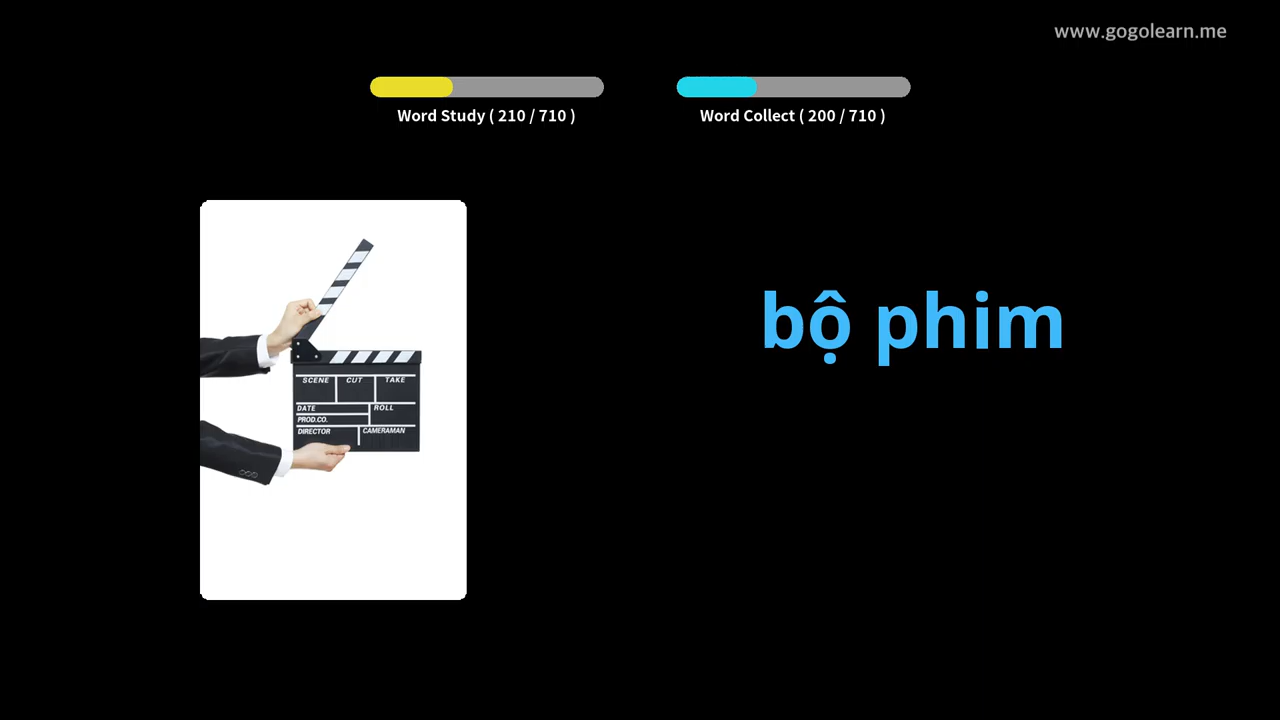 www.gogolearn.me
Word Study ( 210 / 710 )
Word Collect ( 200 / 710 )
bộ phim
SCENE CUT TAKE
DATE ROLL
PROD.CO.
DIRECTOR CAMERAMAN